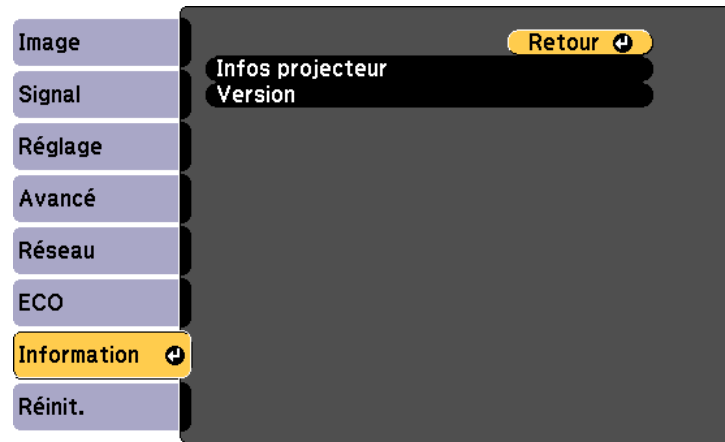 Image
Signal
Réglage
Avancé
Réseau
ECO
Information
Réinit.
Retour
Infos projecteur
Version